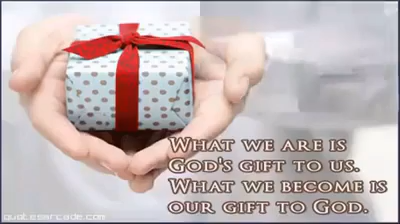 What we are is
God's gift to us.
What we become is
our gift to God.
quotesarcade.com